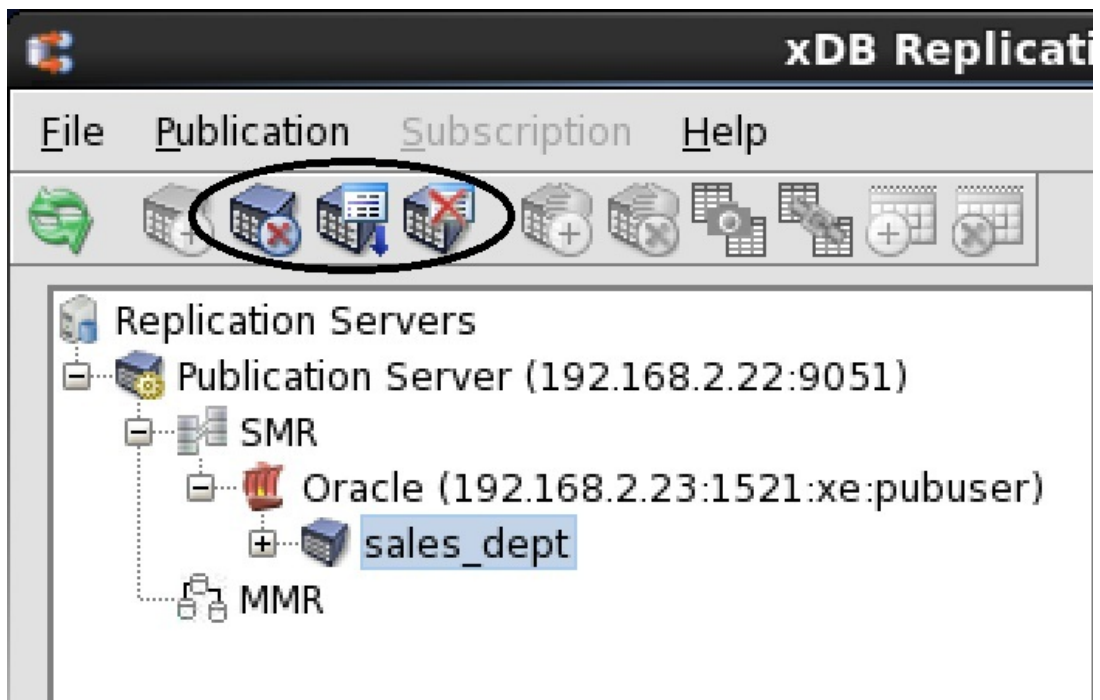 xDB Replicati
File Publication Subscription Help
Replication Servers
Publication Server (192.168.2.22:9051)
SMR
Oracle (192.168.2.23:1521:xe:pubuser)
sales_dept
MMR